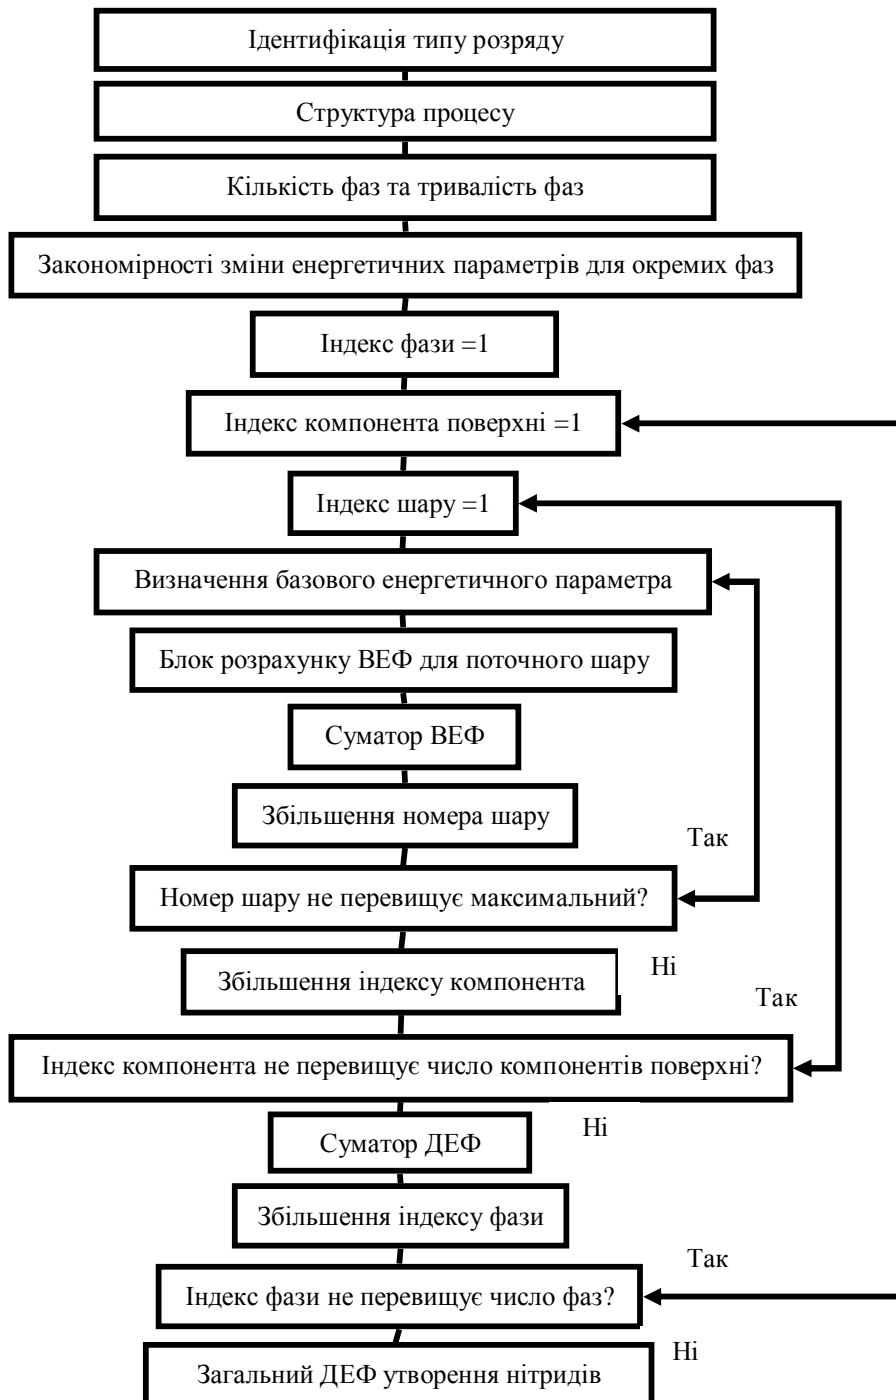 Ідентифікація типу розряду
Структура процесу
Кількість фаз та тривалість фаз
Закономірності зміни енергетичних параметрів для окремих фаз
Індекс фази =1
Індекс компонента поверхні =1
Індекс шару =1
Визначення базового енергетичного параметра
Блок розрахунку ВЕФ для поточного шару
Суматор ВЕФ
Збільшення номера шару
Так
Номер шару не перевищує максимальний?
Ні
Збільшення індексу компонента
Так
Індекс компонента не перевищує число компонентів поверхні?
Ні
Суматор ДЕФ
Збільшення індексу фази
Так
Індекс фази не перевищує число фаз?
Ні
Загальний ДЕФ утворення нітридів